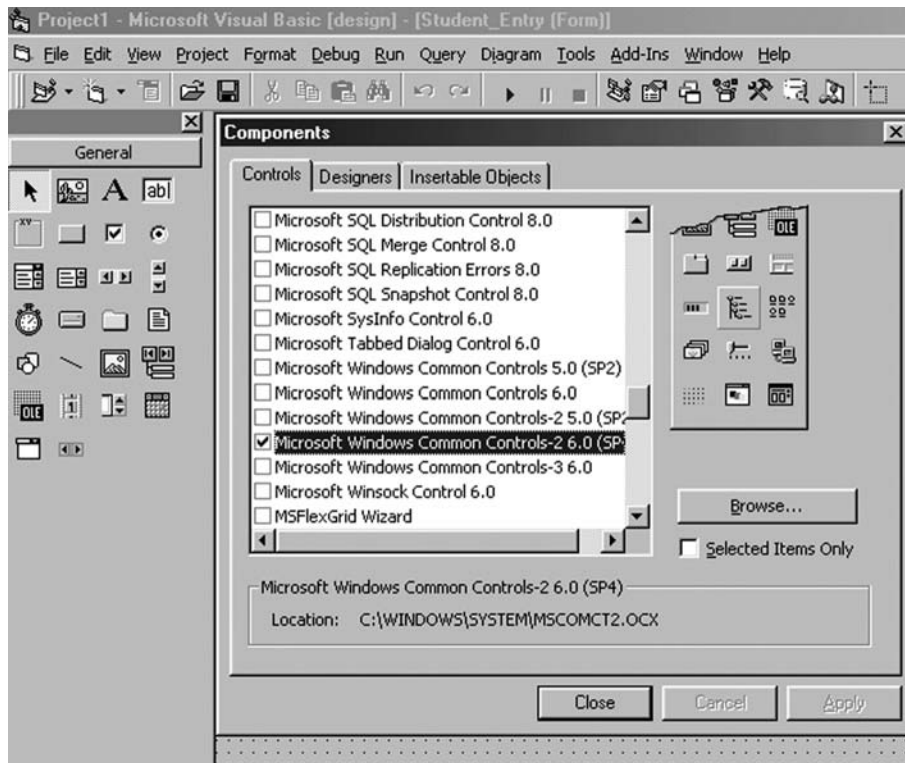 Project1 - Microsoft Visual Basic [design] - [Student_Entry (Form)]
File Edit View Project Format Debug Run Query Diagram Tools Add-Ins Window Help
General
A ab|
XY
OLE
Components
Controls Designers Insertable Objects
Microsoft SQL Distribution Control 8.0
Microsoft SQL Merge Control 8.0
Microsoft SQL Replication Errors 8.0
Microsoft SQL Snapshot Control 8.0
Microsoft SysInfo Control 6.0
Microsoft Tabbed Dialog Control 6.0
Microsoft Windows Common Controls 5.0 (SP2)
Microsoft Windows Common Controls 6.0
Microsoft Windows Common Controls-2 5.0 (SP2
Microsoft Windows Common Controls-2 6.0 (SP
Microsoft Windows Common Controls-3 6.0
Microsoft Winsock Control 6.0
MSFlexGrid Wizard
OLE
Browse...
Selected Items Only
Microsoft Windows Common Controls-2 6.0 (SP4)
Location: C:\WINDOWS\SYSTEM\MSCOMCT2.OCX
Close Cancel Apply